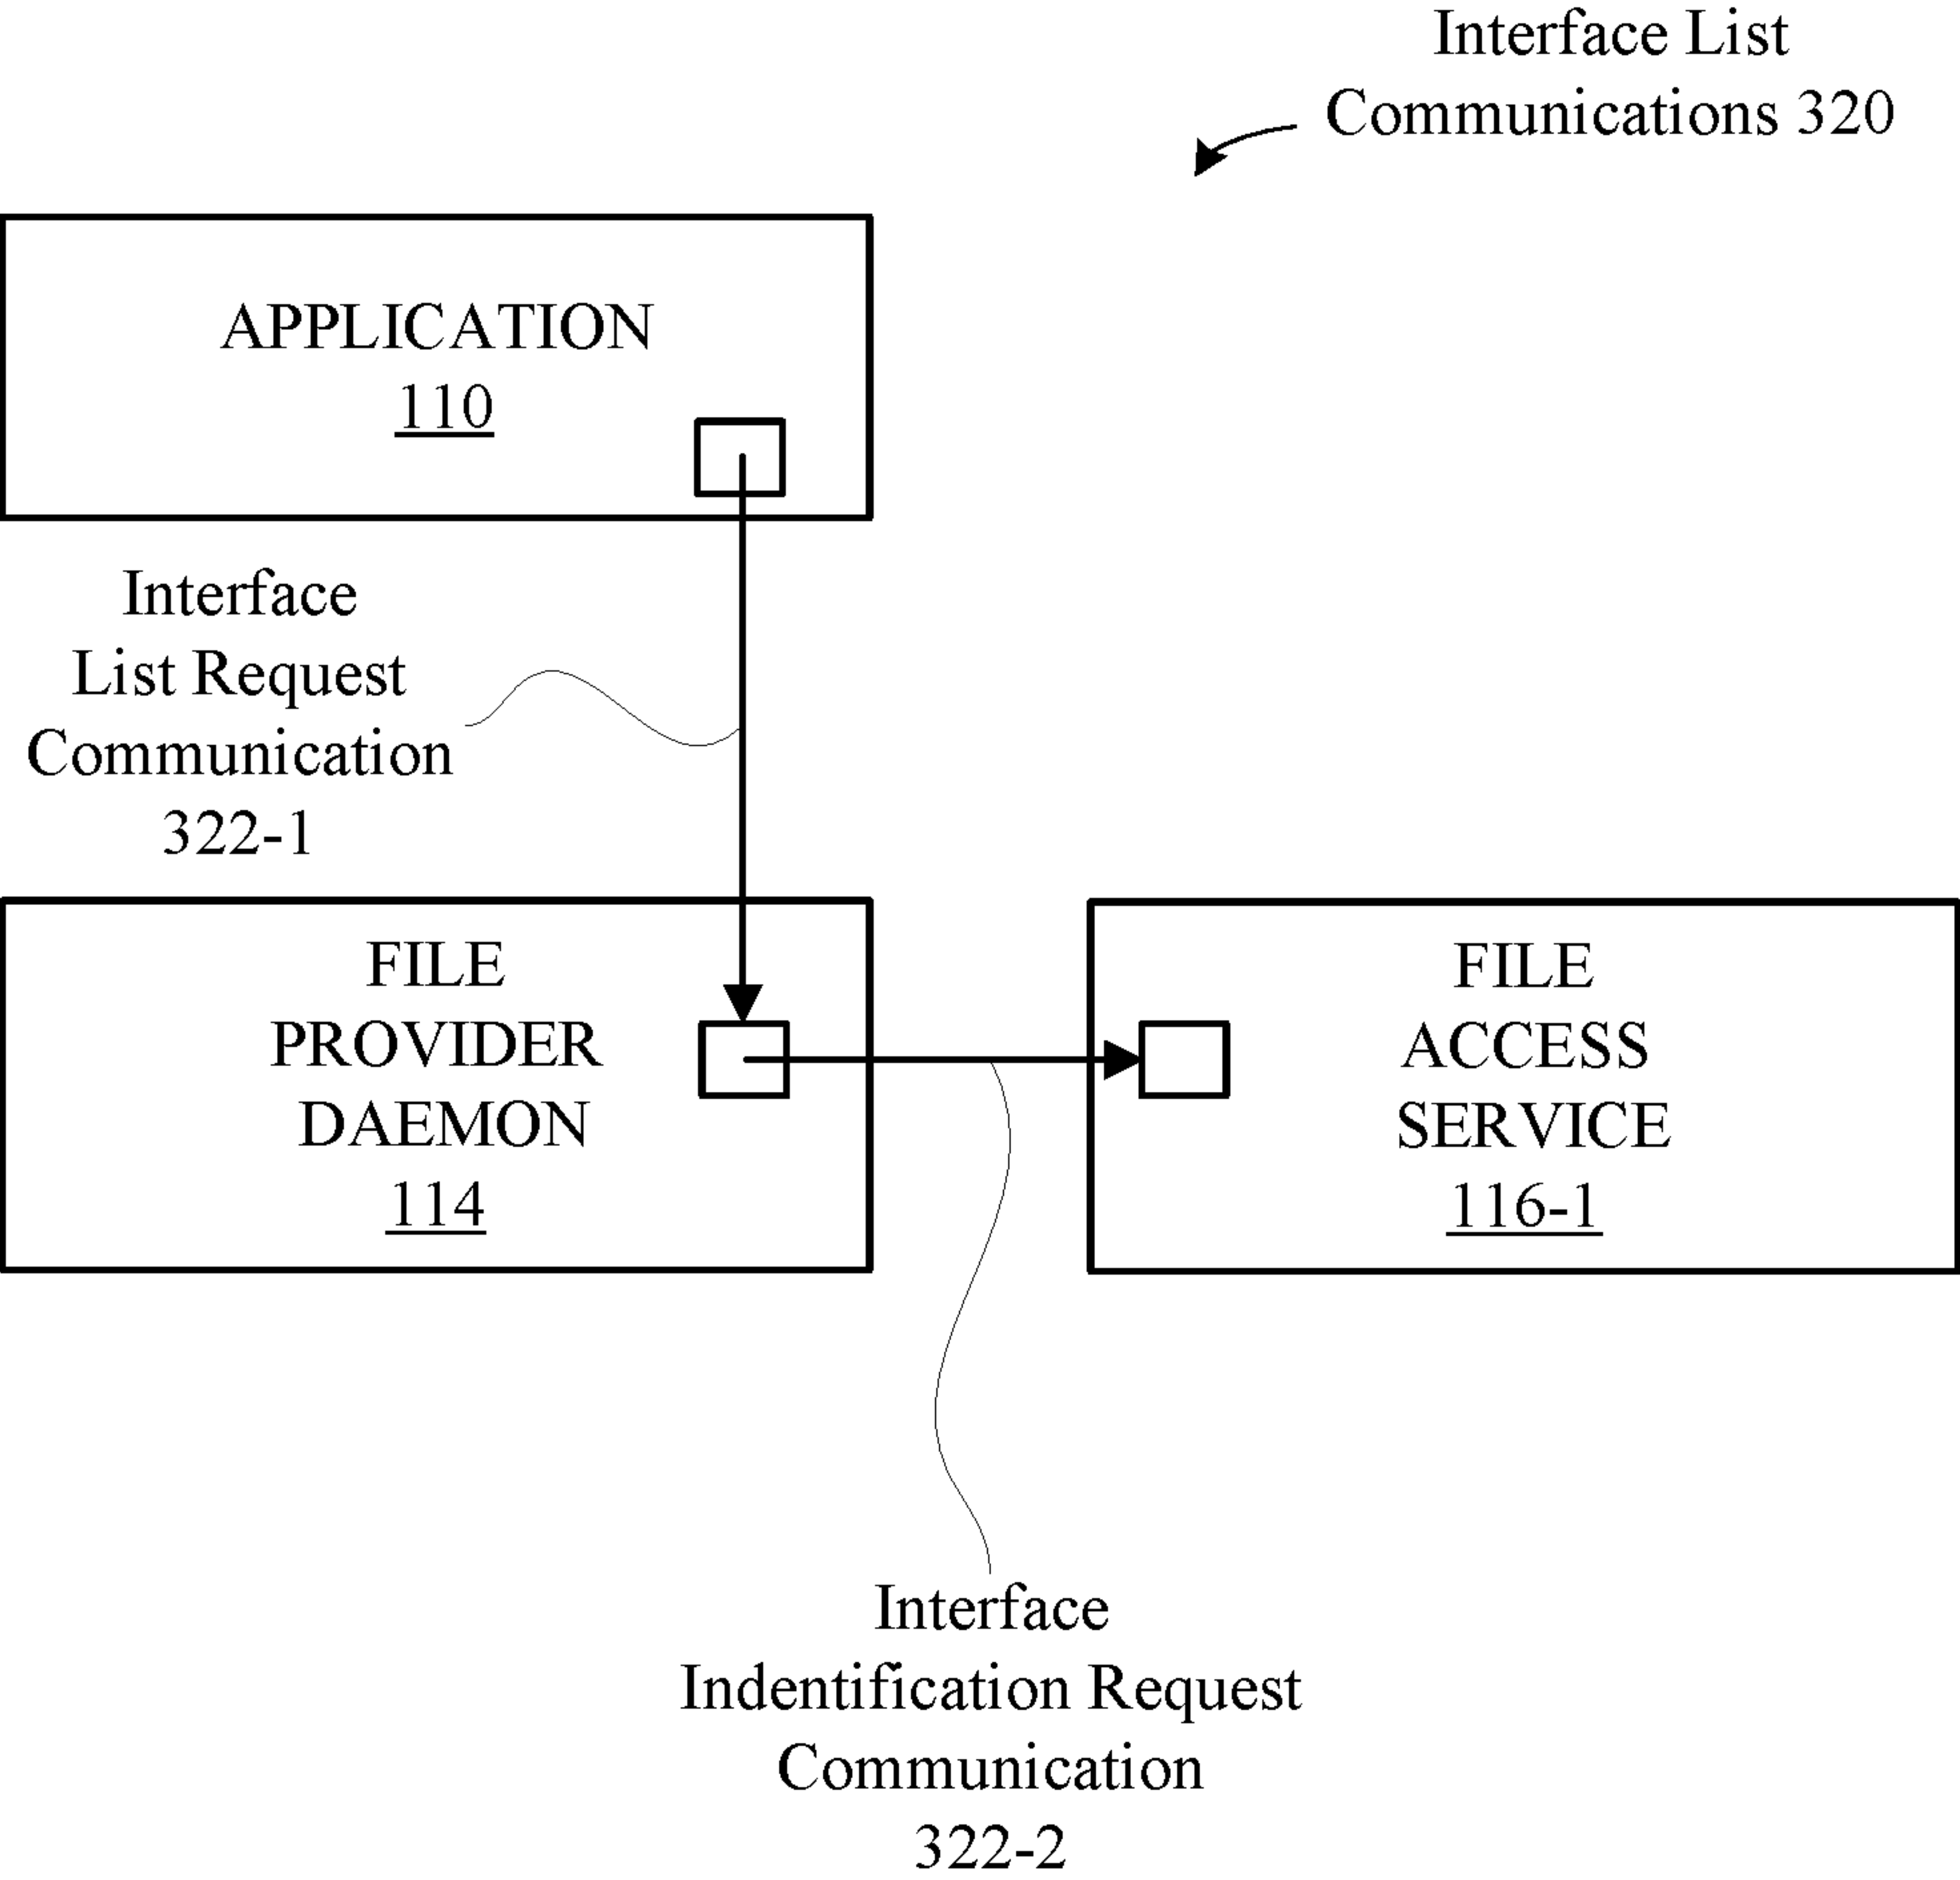 Interface List
Communications 320
APPLICATION
110
Interface
List Request
Communication
322-1
FILE
PROVIDER
DAEMON
114
FILE
ACCESS
SERVICE
116-1
Interface
Indentification Request
Communication
322-2